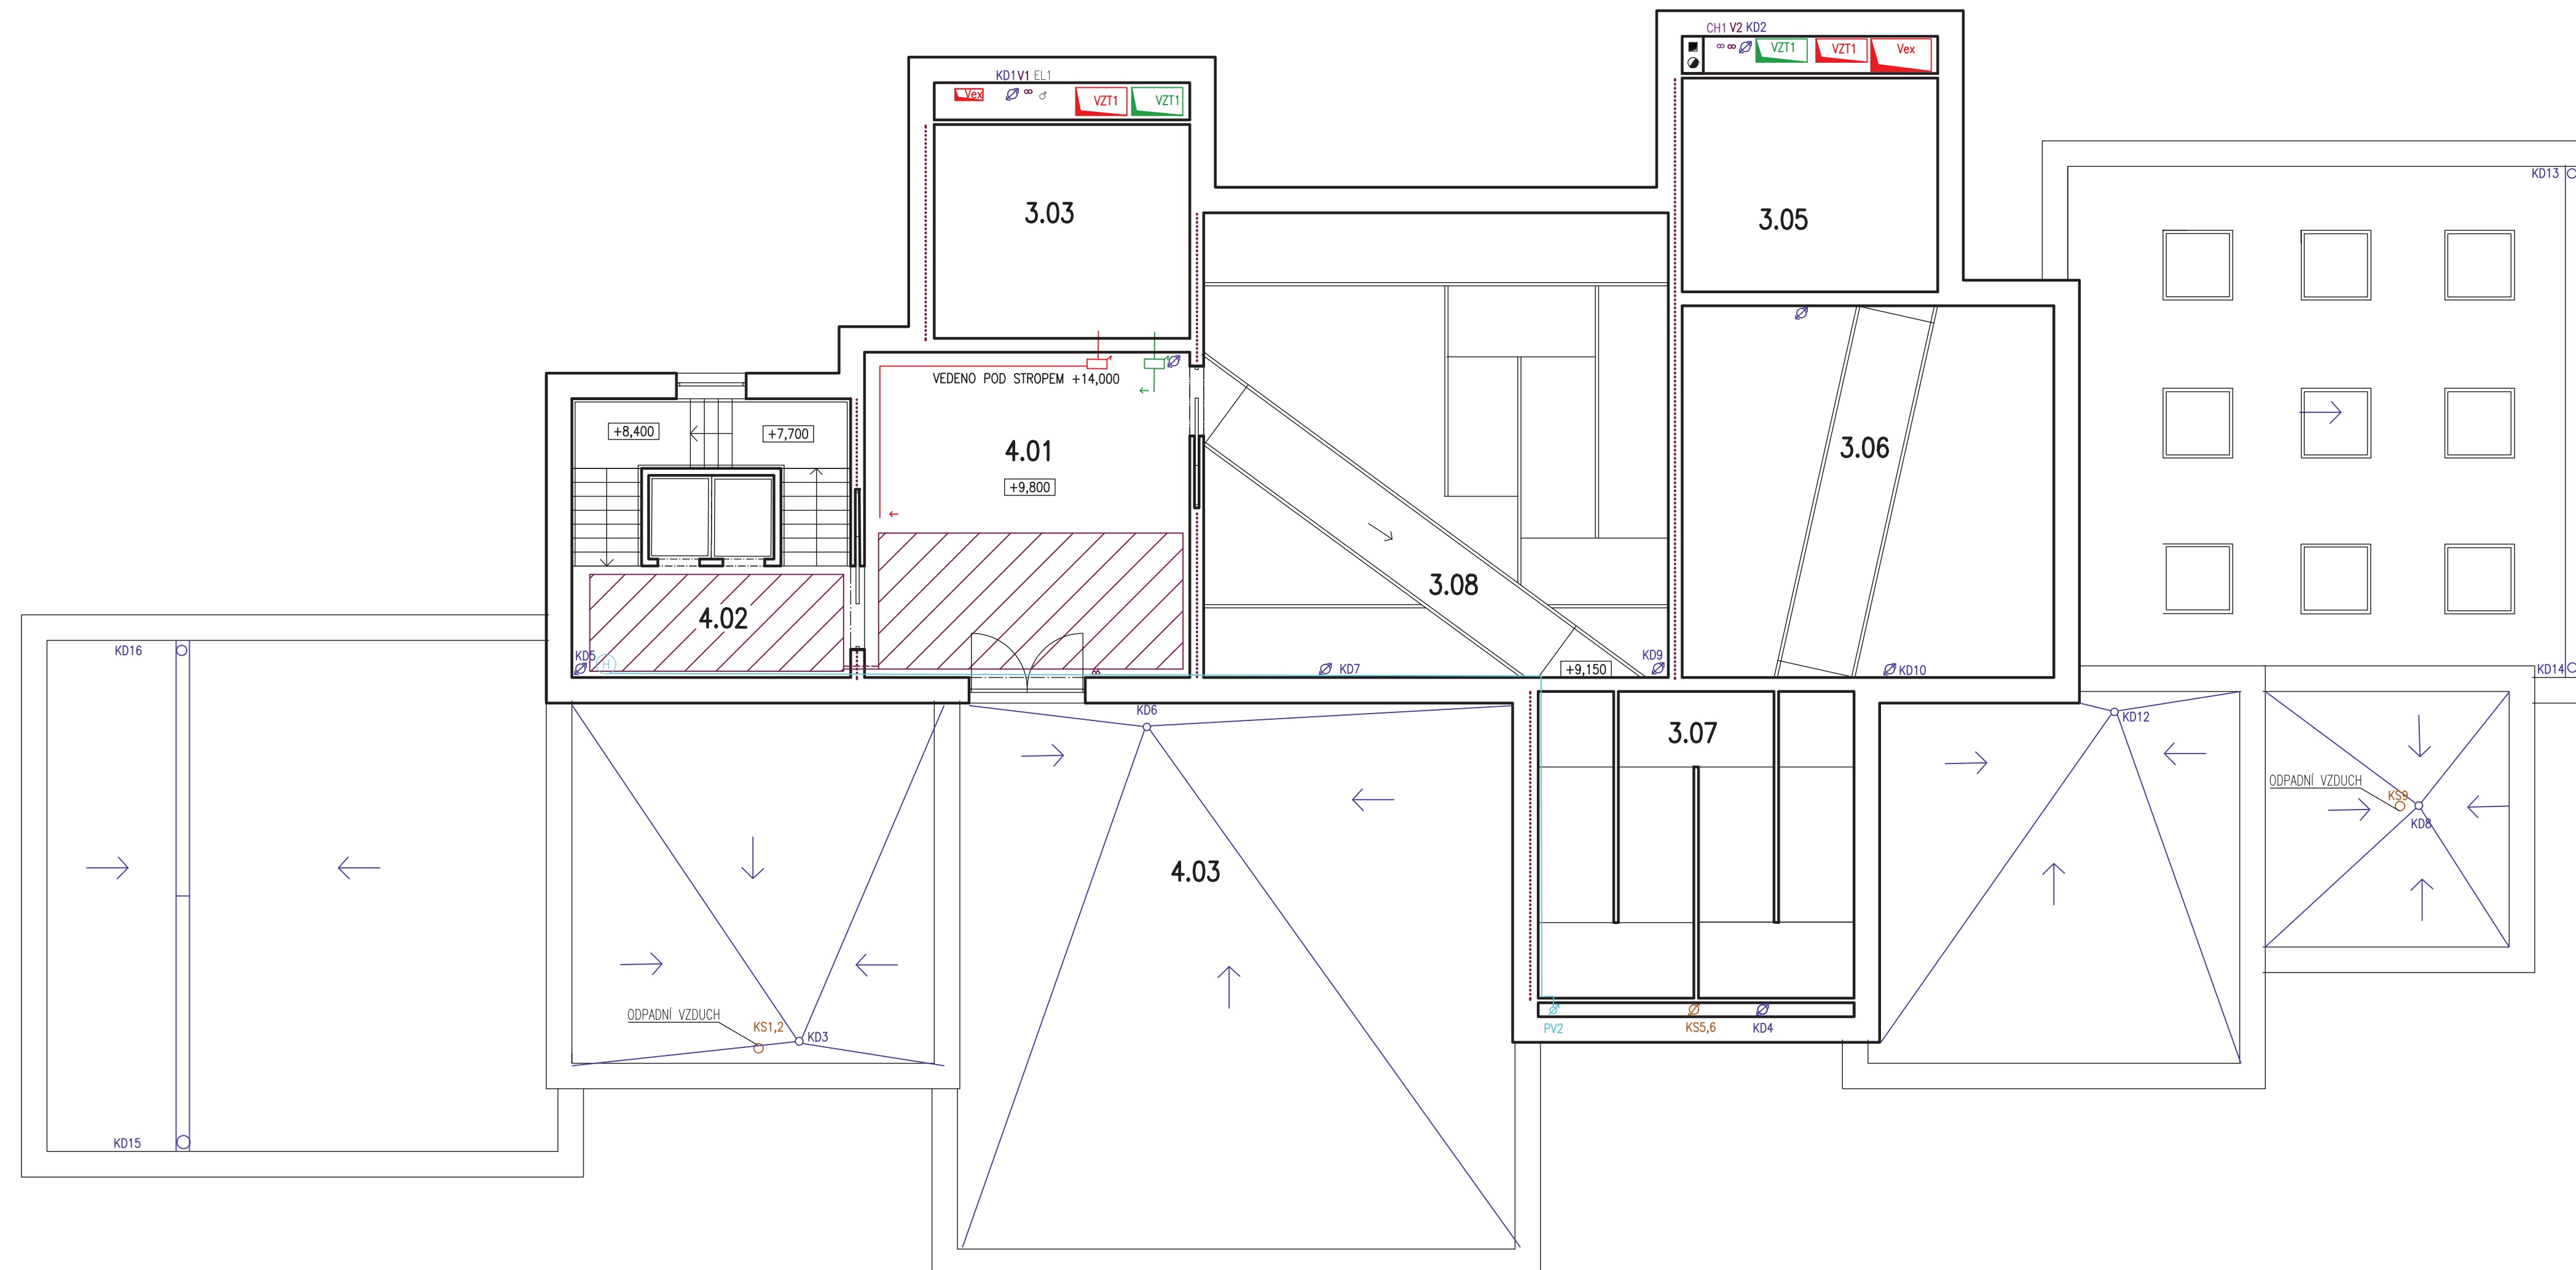 CH1 V2 KD2
VZT1 VZT1 Vex
KD1 V1 EL1
Vex VZT1 VZT1
KD13
3.03
3.05
VEDENO POD STROPEM +14,000
+8,400
+7,700
4.01
+9,800
3.06
3.08
4.02
KD16
KD5
H
KD7
+9,150
KD9
KD10
KD14
KD6
KD12
3.07
ODPADNÍ VZDUCH
KS9
KD8
4.03
ODPADNÍ VZDUCH
KS1,2
KD3
PV2
KS5,6
KD4
KD15